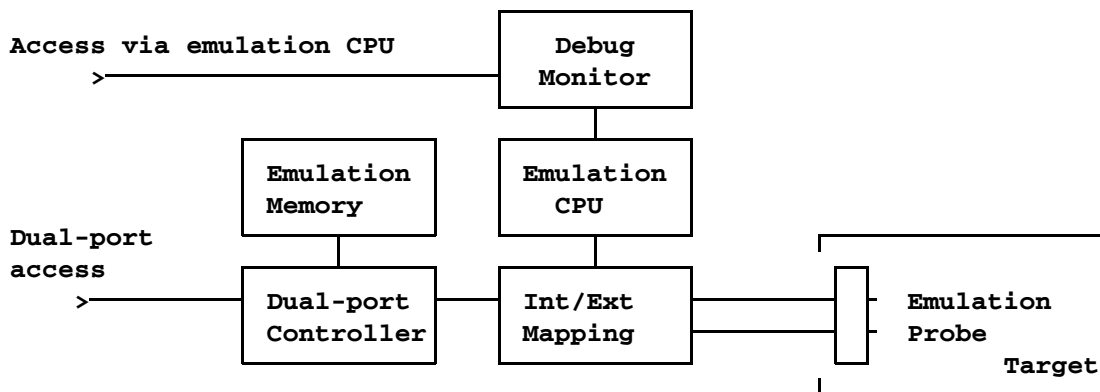 Access via emulation CPU
>
Debug
Monitor
Emulation
Memory
Emulation
CPU
Dual-port
access
>
Dual-port
Controller
Int/Ext
Mapping
Emulation
Probe
Target